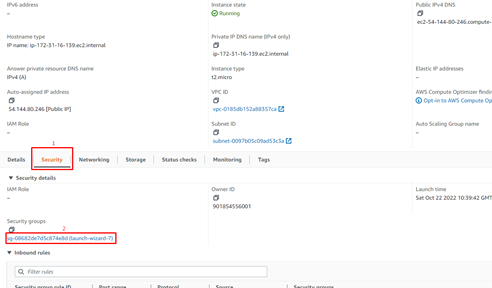 IPv6 address
–
Instance state
Running
Public IPv4 DNS
ec2-54-144-80-246.compute-
Hostname type
IP name: ip-172-31-16-139.ec2.internal
Private IP DNS name (IPv4 only)
ip-172-31-16-139.ec2.internal
Answer private resource DNS name
IPv4 (A)
Instance type
t2.micro
Elastic IP addresses
–
Auto-assigned IP address
54.144.80.246 [Public IP]
VPC ID
vpc-0185db152a88357ca
AWS Compute Optimizer findin
Opt-in to AWS Compute Op
IAM Role
–
Subnet ID
subnet-0097b05c09ad53c3a
Auto Scaling Group name
–
1
Details Security Networking Storage Status checks Monitoring Tags
Security details
IAM Role
–
Owner ID
901854556001
Launch time
Sat Oct 22 2022 10:39:42 GMT
Security groups
2
sg-08682de7d5c874e8d (launch-wizard-7)
Inbound rules
Filter rules
Security group rule ID Port range Protocol Source Security groups